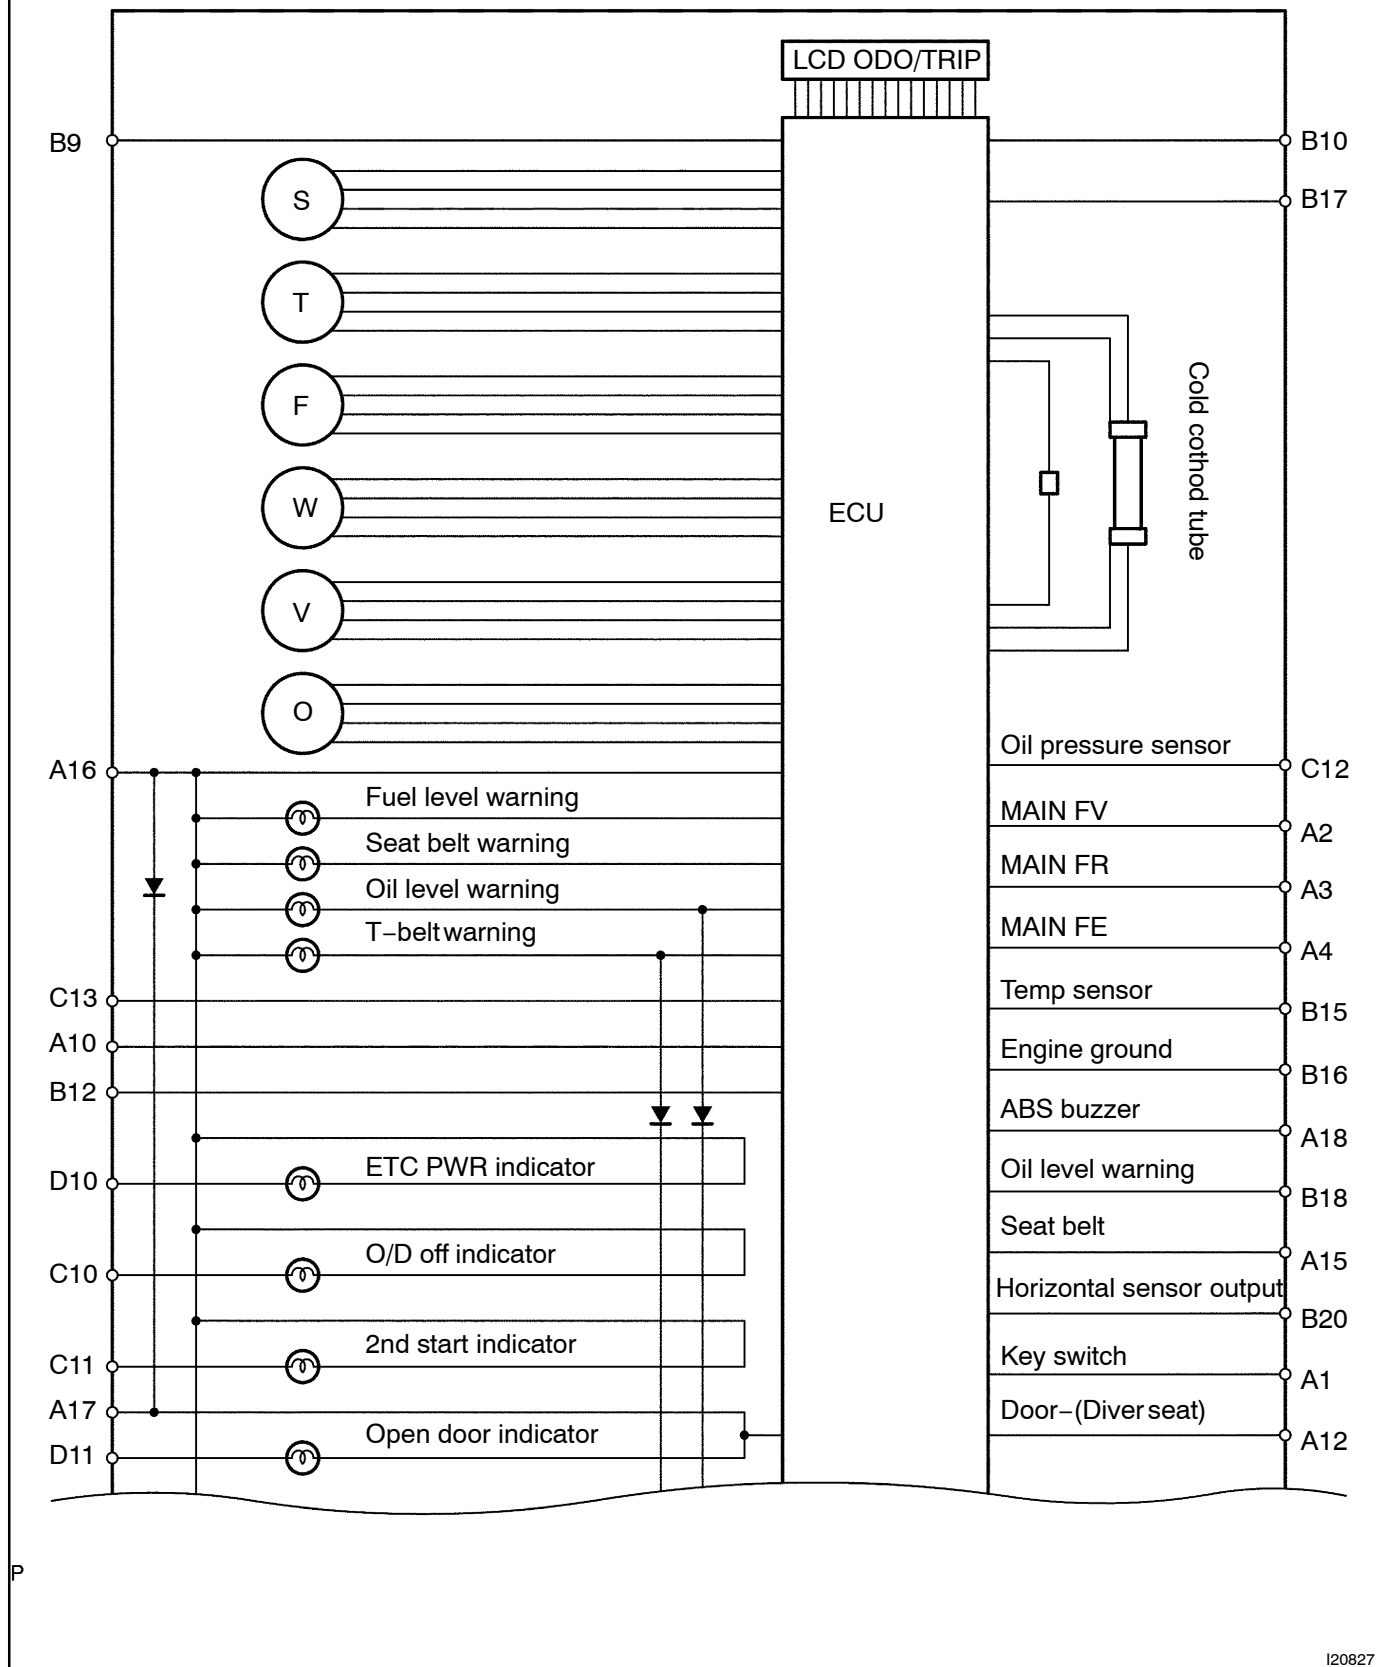 LCD ODO/TRIP
B9
B10
S
B17
T
F
Cold cothod tube
W
ECU
V
O
Oil pressure sensor
A16
C12
Fuel level warning
MAIN FV
A2
Seat belt warning
MAIN FR
A3
Oil level warning
MAIN FE
A4
T-belt warning
C13
Temp sensor
B15
A10
Engine ground
B16
B12
ABS buzzer
A18
ETC PWR indicator
D10
Oil level warning
B18
Seat belt
A15
O/D off indicator
C10
Horizontal sensor output
B20
2nd start indicator
C11
Key switch
A1
A17
Door-(Diver seat)
A12
Open door indicator
D11
P
I20827